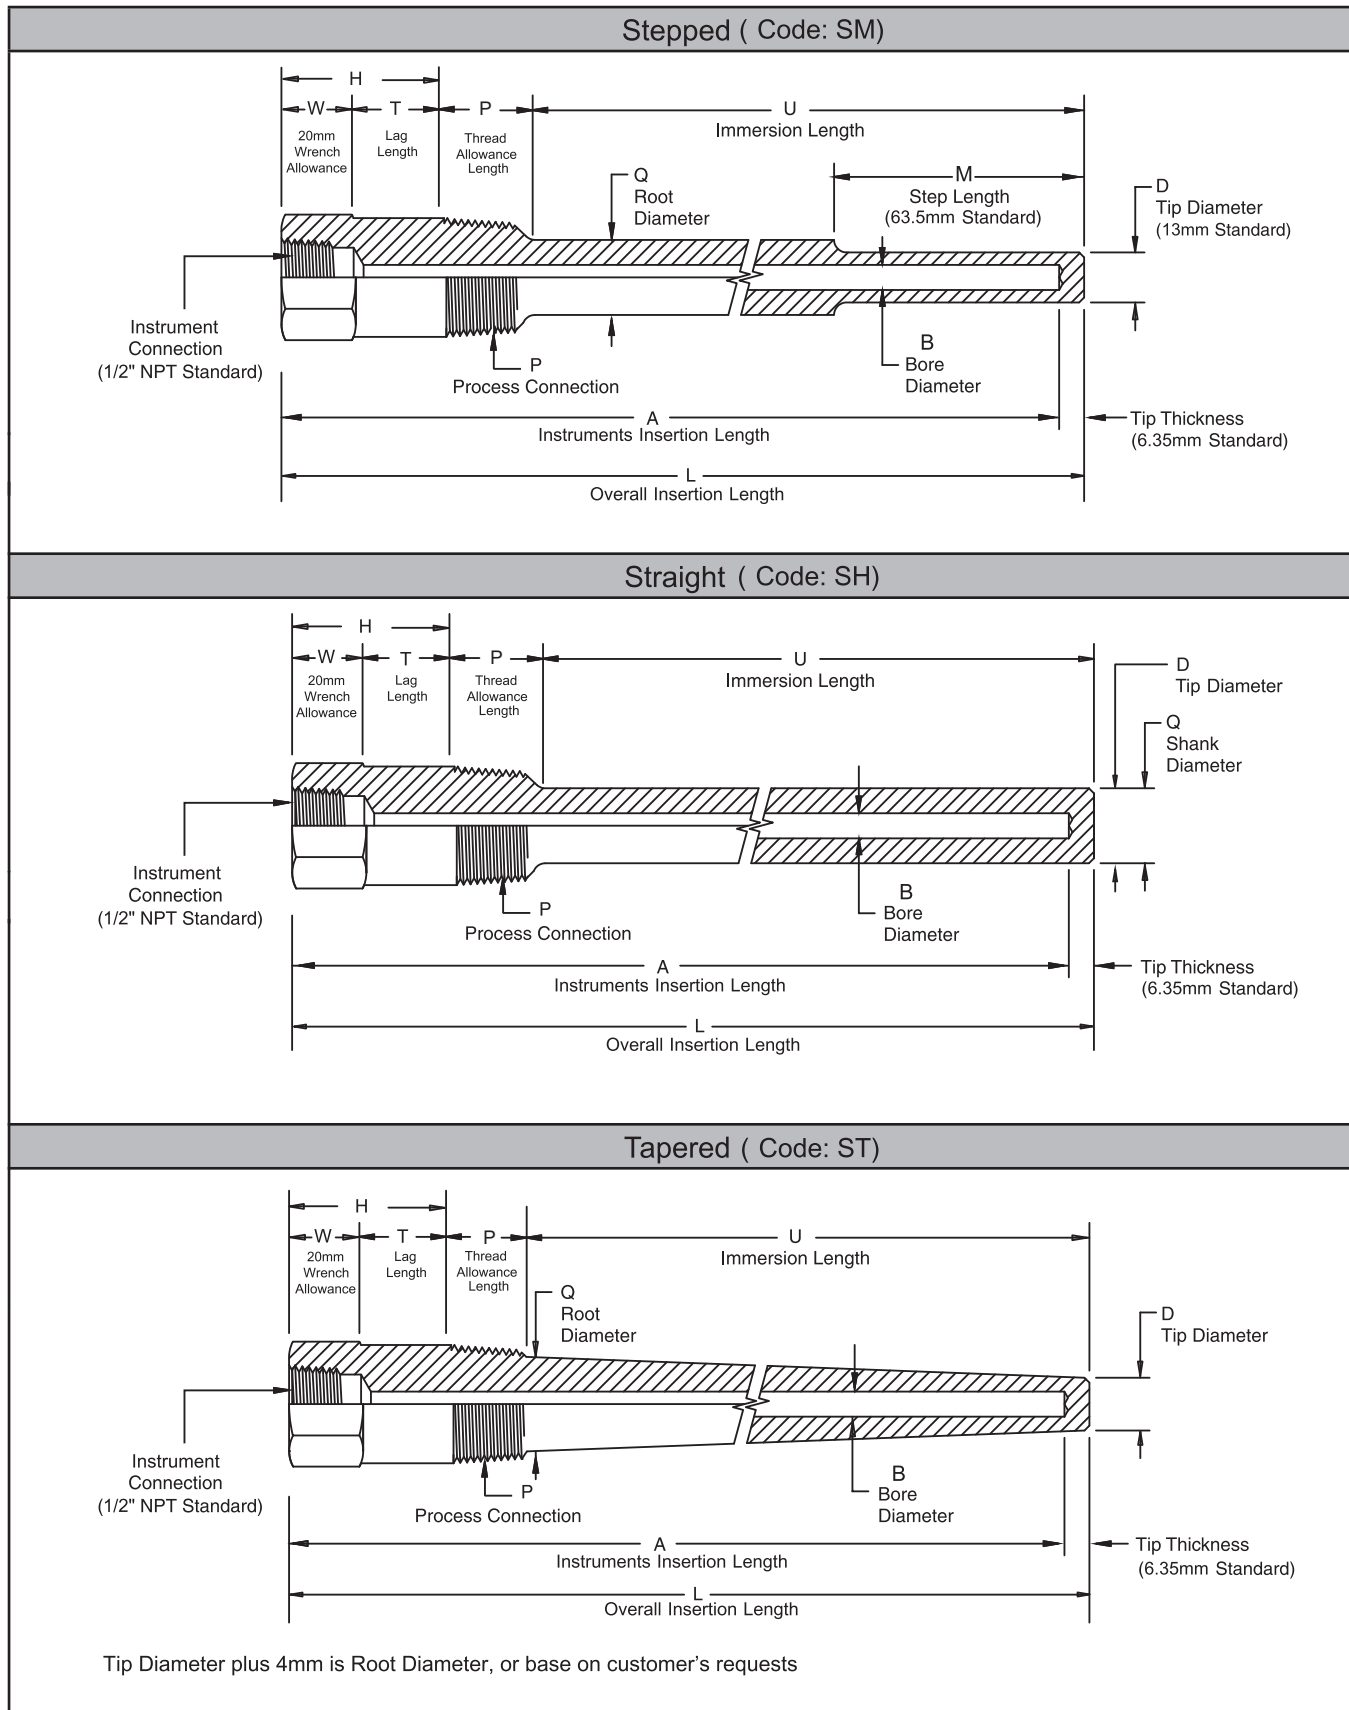 Stepped ( Code: SM)
H
W
T
P
U
20mm
Wrench
Allowance
Lag
Length
Thread
Allowance
Length
Immersion Length
Q
Root
Diameter
M
Step Length
(63.5mm Standard)
D
Tip Diameter
(13mm Standard)
Instrument
Connection
(1/2" NPT Standard)
P
Process Connection
B
Bore
Diameter
A
Instruments Insertion Length
Tip Thickness
(6.35mm Standard)
L
Overall Insertion Length
Straight ( Code: SH)
H
W
T
P
U
20mm
Wrench
Allowance
Lag
Length
Thread
Allowance
Length
Immersion Length
D
Tip Diameter
Q
Shank
Diameter
Instrument
Connection
(1/2" NPT Standard)
P
Process Connection
B
Bore
Diameter
A
Instruments Insertion Length
Tip Thickness
(6.35mm Standard)
L
Overall Insertion Length
Tapered ( Code: ST)
H
W
T
P
U
20mm
Wrench
Allowance
Lag
Length
Thread
Allowance
Length
Immersion Length
Q
Root
Diameter
D
Tip Diameter
Instrument
Connection
(1/2" NPT Standard)
P
Process Connection
B
Bore
Diameter
A
Instruments Insertion Length
Tip Thickness
(6.35mm Standard)
L
Overall Insertion Length
Tip Diameter plus 4mm is Root Diameter, or base on customer's requests